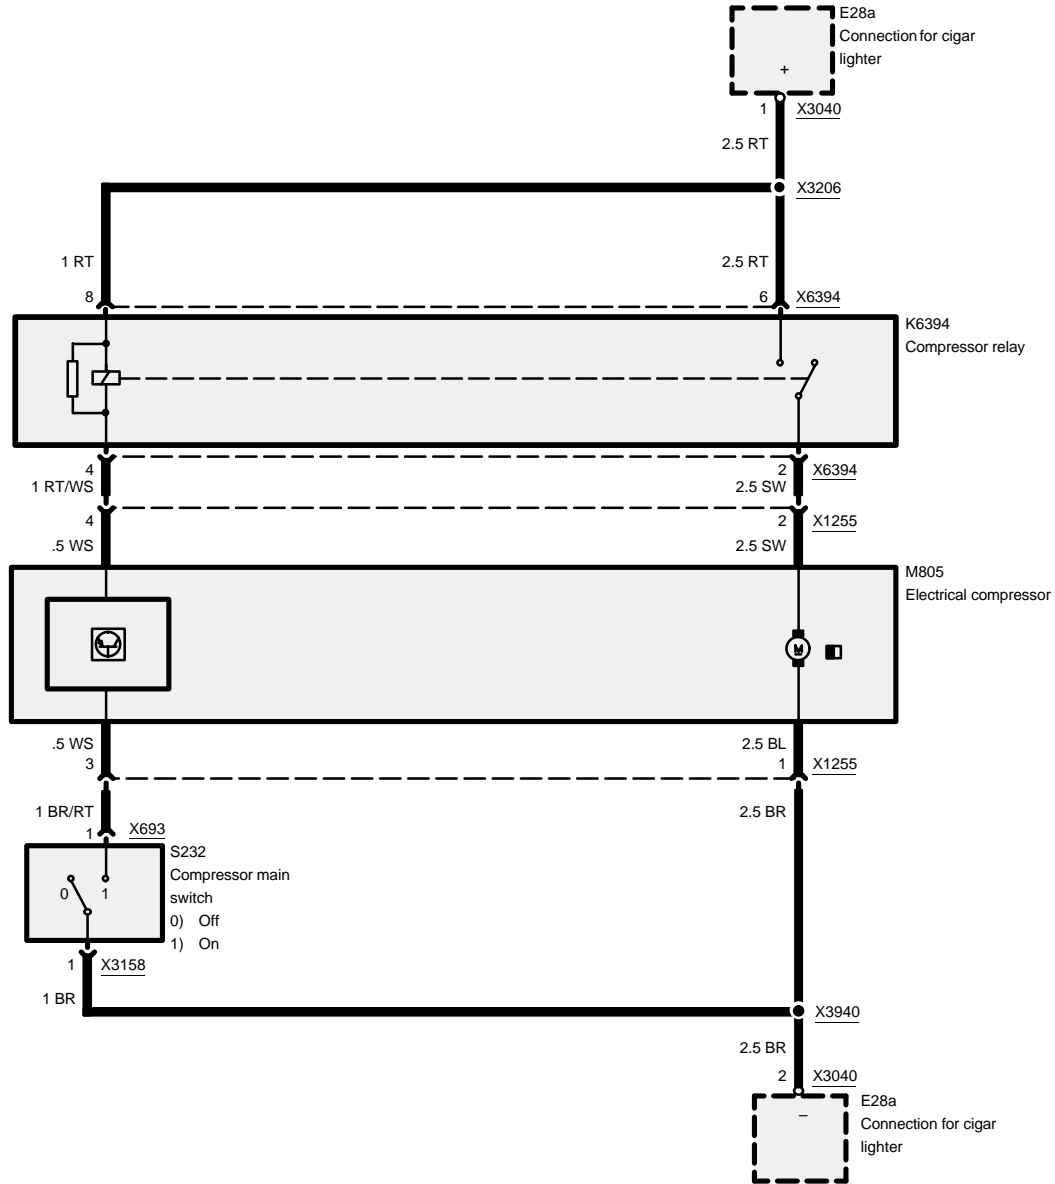 E28a
Connection for cigar
lighter
+
1 X3040
2.5 RT
X3206
1 RT 2.5 RT
8 6 X6394
K6394
Compressor relay
4 2 X6394
1 RT/WS 2.5 SW
4 2 X1255
.5 WS 2.5 SW
M805
Electrical compressor
M
.5 WS 2.5 BL
3 1 X1255
1 BR/RT 2.5 BR
1 X693
S232
Compressor main
switch
0) Off
1) On
0 1
1 X3158
1 BR
X3940
2.5 BR
2 X3040
E28a
Connection for cigar
lighter
–